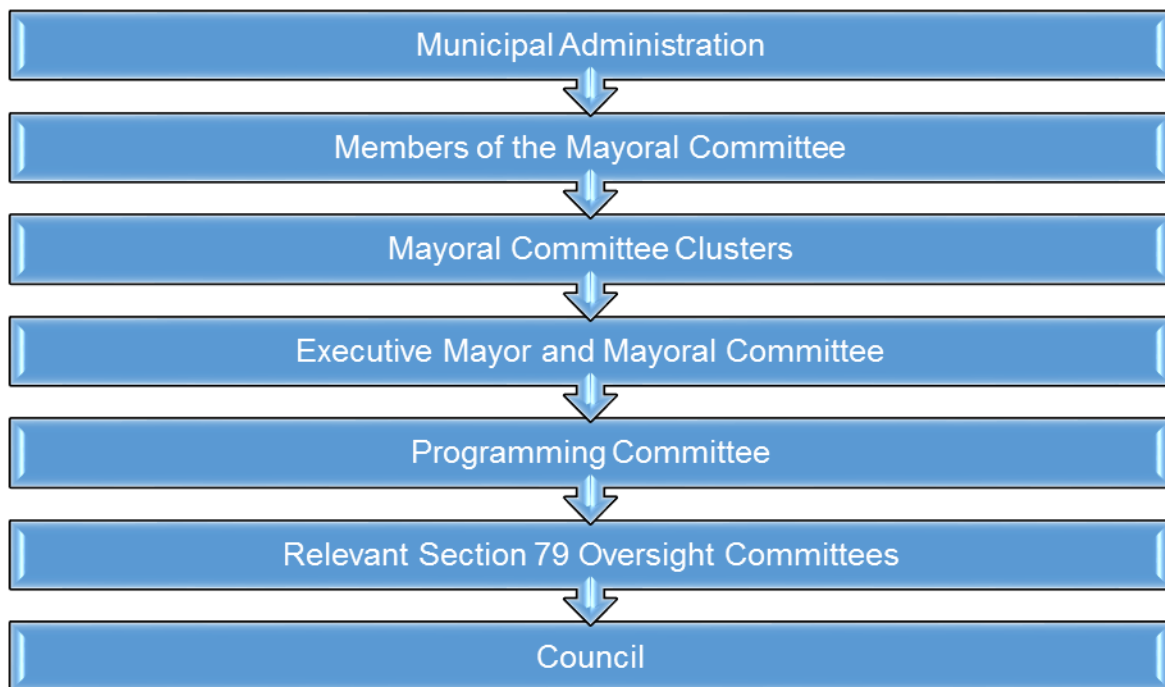 Municipal Administration
Members of the Mayoral Committee
Mayoral Committee Clusters
Executive Mayor and Mayoral Committee
Programming Committee
Relevant Section 79 Oversight Committees
Council